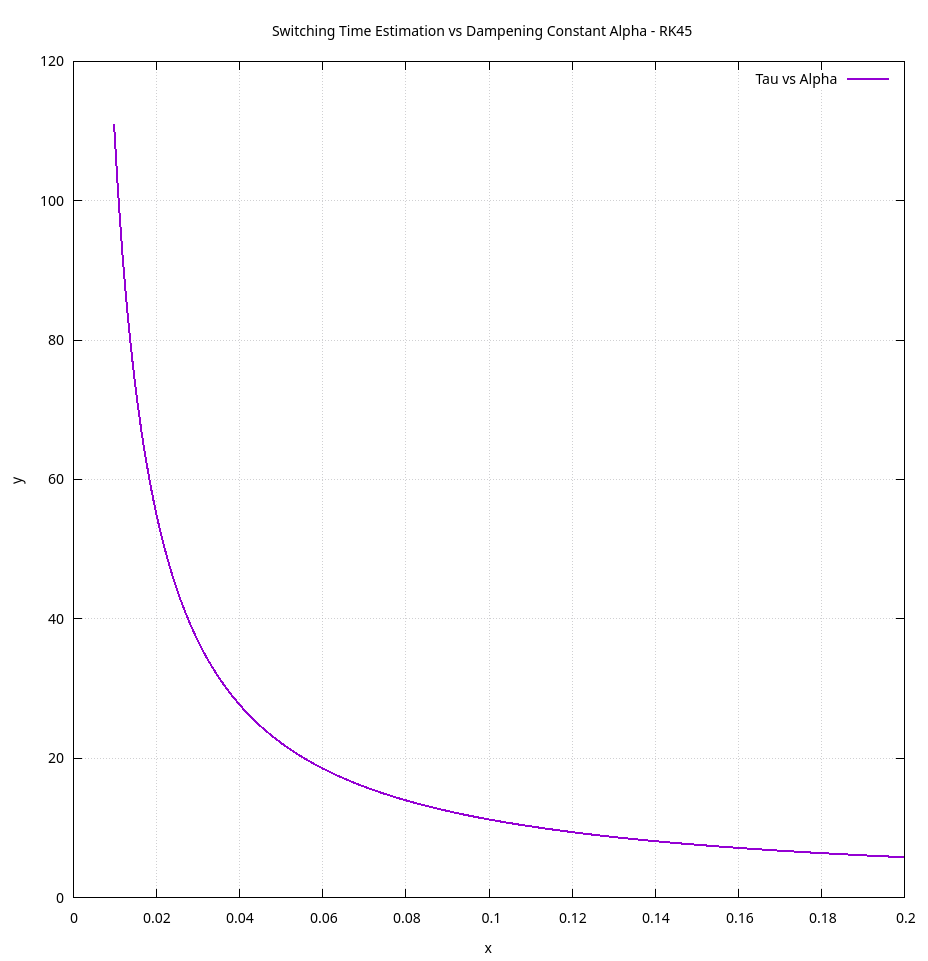 Switching Time Estimation vs Dampening Constant Alpha - RK45
Tau vs Alpha
120
100
80
60
40
20
0
y
0 0.02 0.04 0.06 0.08 0.1 0.12 0.14 0.16 0.18 0.2
x